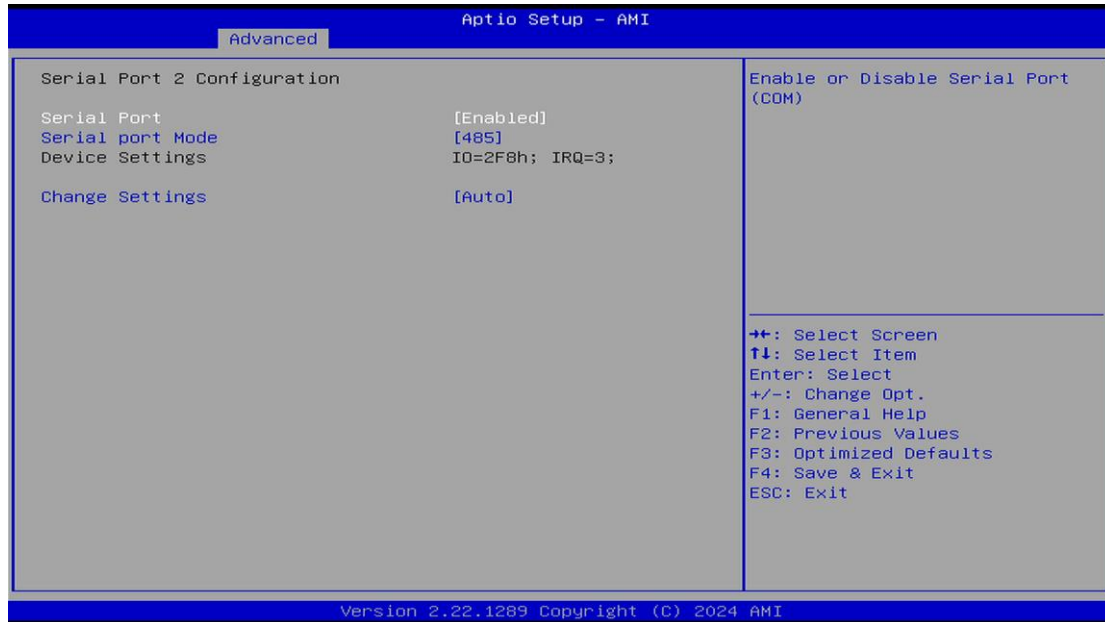 Aptio Setup - AMI
Advanced
Serial Port 2 Configuration
Serial Port [Enabled]
Serial port Mode [485]
Device Settings IO=2F8h; IRQ=3;
Change Settings [Auto]
Enable or Disable Serial Port
(COM)
→←: Select Screen
↑↓: Select Item
Enter: Select
+/-: Change Opt.
F1: General Help
F2: Previous Values
F3: Optimized Defaults
F4: Save & Exit
ESC: Exit
Version 2.22.1289 Copyright (C) 2024 AMI